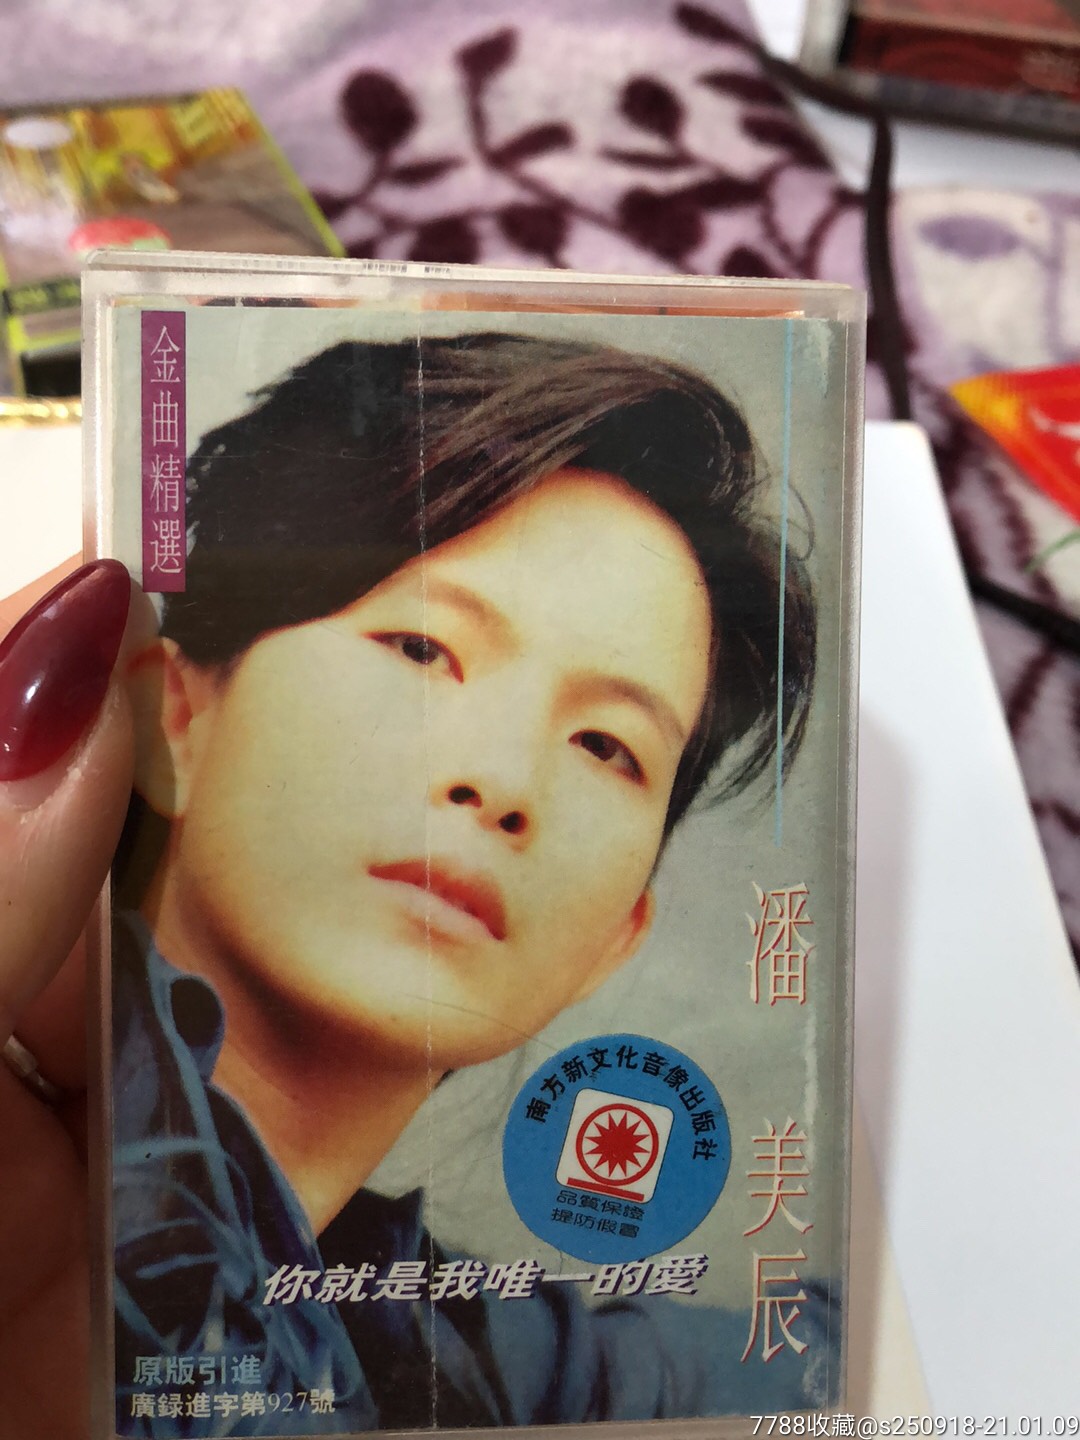 金曲精選
潘美辰
南方新文化音像出版社
品質保證
提防假冒
你就是我唯一的愛
原版引進
廣録進字第927號
7788收藏@s250918-21.01.09